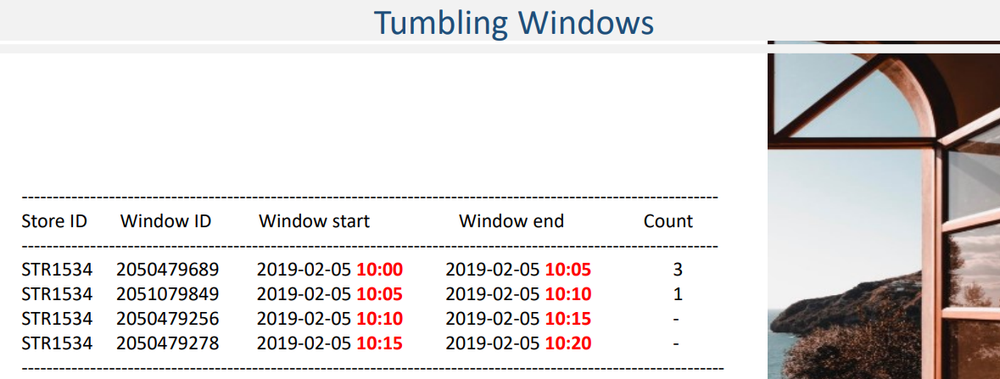 Tumbling Windows
--------------------------------------------------------------------------------------------------------------
Store ID Window ID Window start Window end Count
--------------------------------------------------------------------------------------------------------------
STR1534 2050479689 2019-02-05 10:00 2019-02-05 10:05 3
STR1534 2051079849 2019-02-05 10:05 2019-02-05 10:10 1
STR1534 2050479256 2019-02-05 10:10 2019-02-05 10:15 -
STR1534 2050479278 2019-02-05 10:15 2019-02-05 10:20 -
---------------------------------------------------------------------------------------------------------------